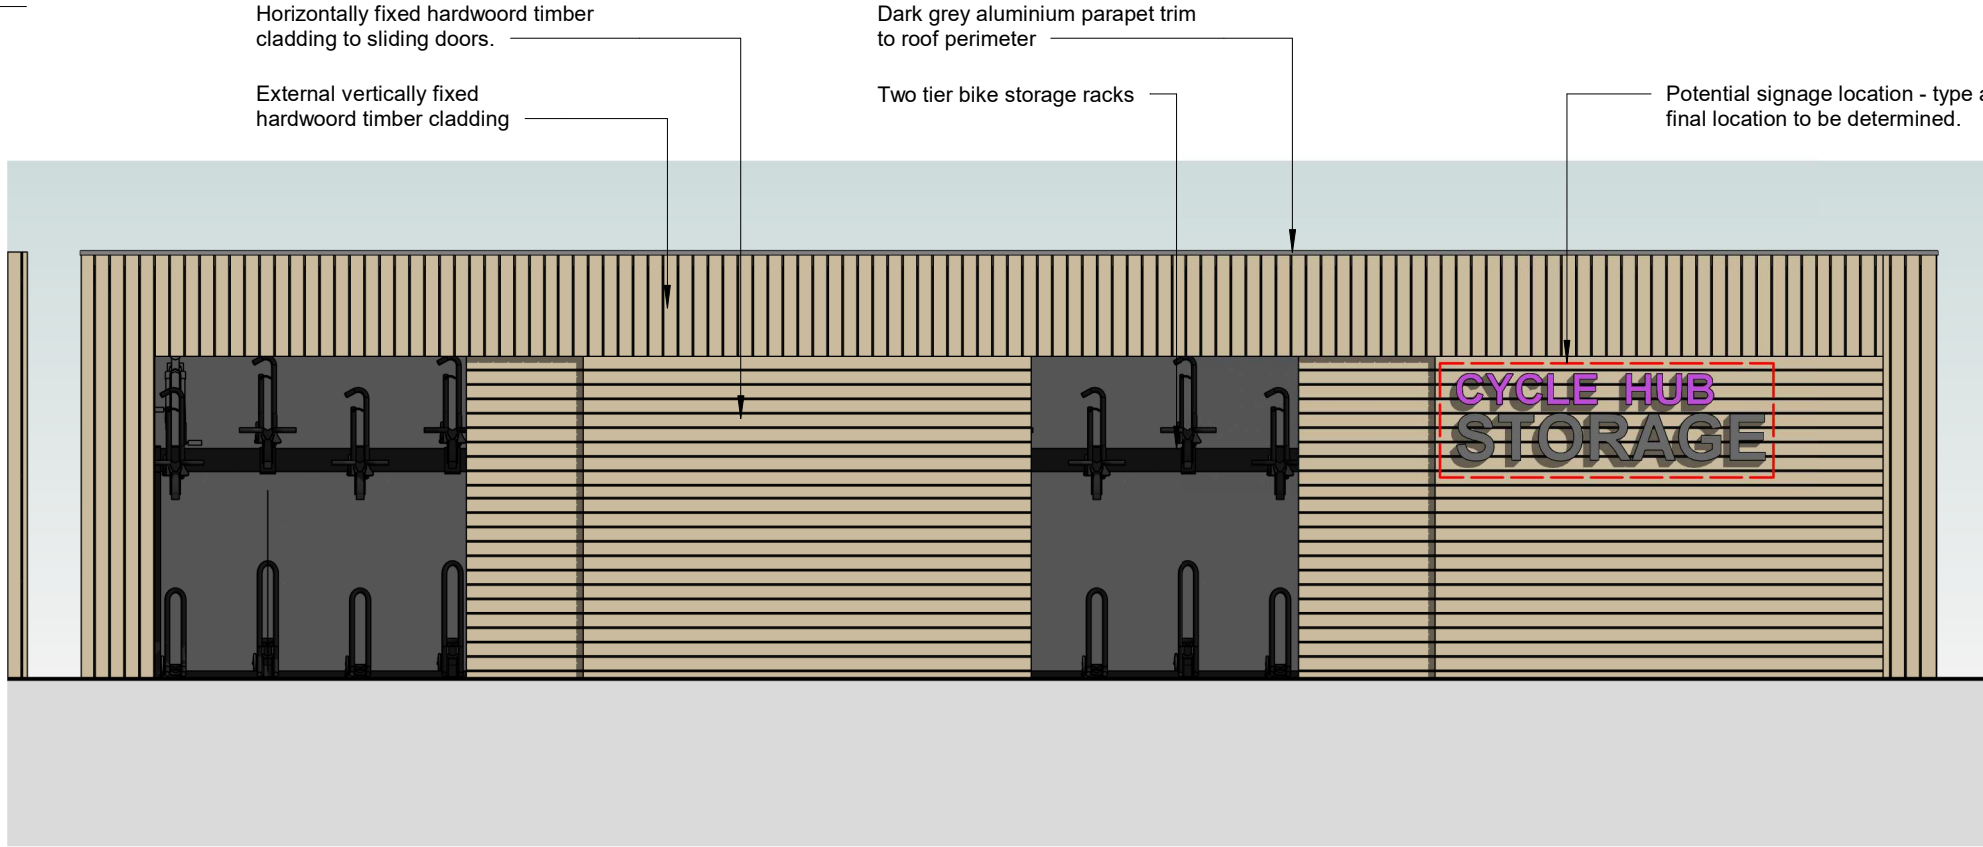 Horizontally fixed hardwoord timber
cladding to sliding doors.
External vertically fixed
hardwoord timber cladding
Dark grey aluminium parapet trim
to roof perimeter
Two tier bike storage racks
Potential signage location - type
final location to be determined.
CYCLE HUB
STORAGE